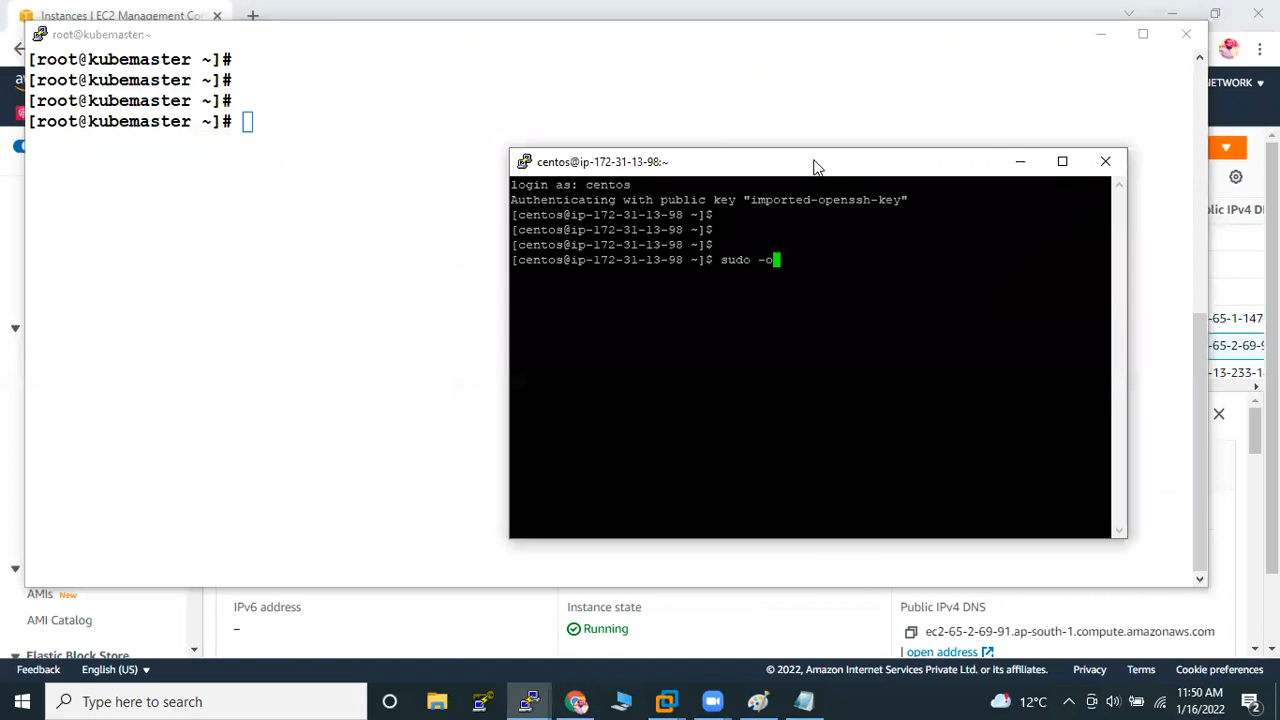 Instances | EC2 Management Co
root@kubemaster:~
[root@kubemaster ~]#
[root@kubemaster ~]#
[root@kubemaster ~]#
[root@kubemaster ~]#
NETWORK
centos@ip-172-31-13-98:~
login as: centos
Authenticating with public key "imported-openssh-key"
[centos@ip-172-31-13-98 ~]$
[centos@ip-172-31-13-98 ~]$
[centos@ip-172-31-13-98 ~]$
[centos@ip-172-31-13-98 ~]$ sudo -o
lic IPv4 D
-65-1-147
-65-2-69-9
-13-233-1
AMIs New
AMI Catalog
Elastic Block Store
IPv6 address
–
Instance state
Running
Public IPv4 DNS
ec2-65-2-69-91.ap-south-1.compute.amazonaws.com
| open address
Feedback English (US)
© 2022, Amazon Internet Services Private Ltd. or its affiliates. Privacy Terms Cookie preferences
Type here to search
12°C
11:50 AM
1/16/2022